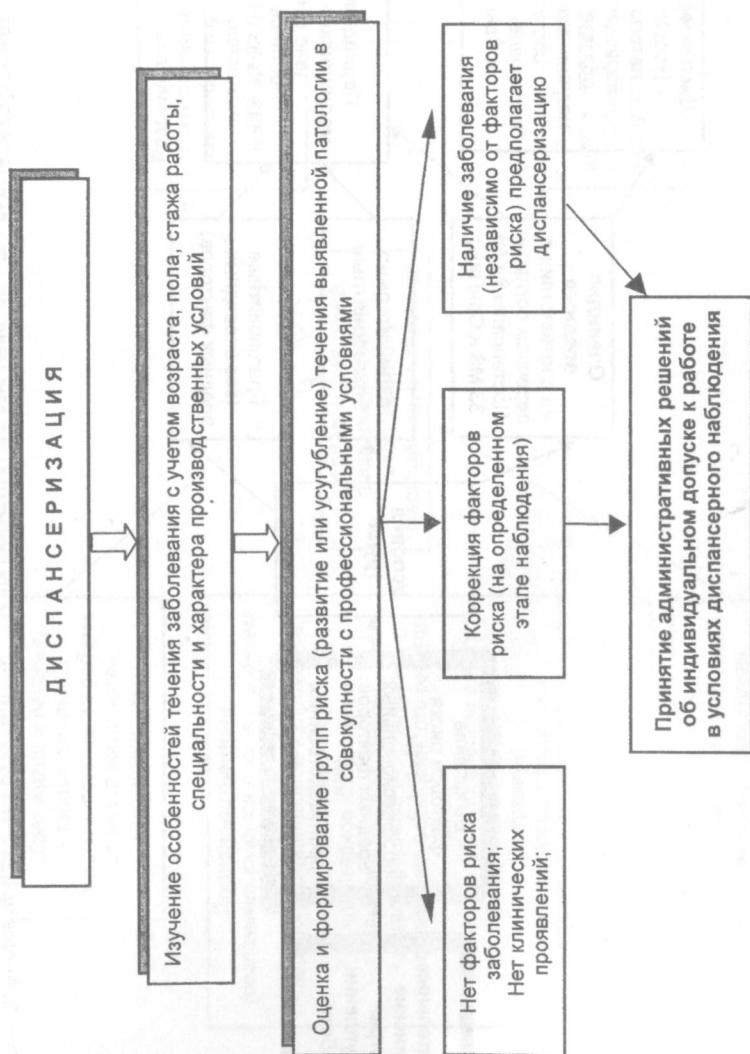 ДИСПАНСЕРИЗАЦИЯ
Изучение особенностей течения заболевания с учетом возраста, пола, стажа работы,
специальности и характера производственных условий
Оценка и формирование групп риска (развитие или усугубление) течения выявленной патологии в
совокупности с профессиональными условиями
Нет факторов риска
заболевания;
Нет клинических
проявлений;
Коррекция факторов
риска (на определенном
этапе наблюдения)
Наличие заболевания
(независимо от факторов
риска) предполагает
диспансеризацию
Принятие административных решений
об индивидуальном допуске к работе
в условиях диспансерного наблюдения